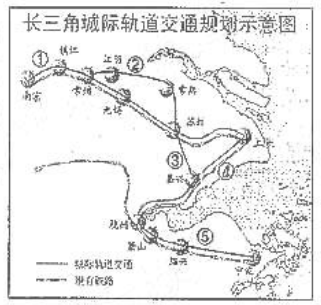 长三角城际轨道交通规划示意图
① 镇江 江阴 ②
南京 常州 常熟
无锡
苏州
上海
③
嘉兴 ④
杭州
萧山 ⑤
绍兴 宁波
城际轨道交通
现有铁路